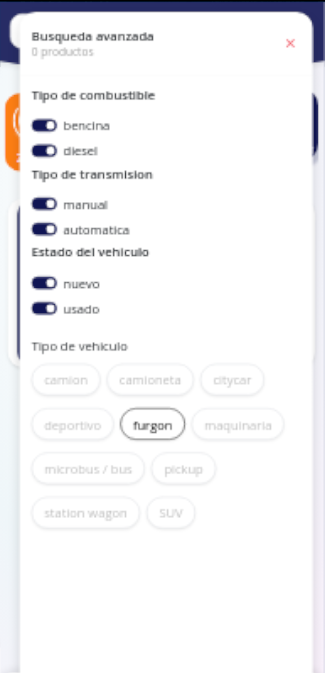 Busqueda avanzada
0 productos
Tipo de combustible
bencina
diesel
Tipo de transmision
manual
automatica
Estado del vehiculo
nuevo
usado
Tipo de vehiculo
camion camioneta citycar
deportivo furgon maquinaria
microbus / bus pickup
station wagon SUV